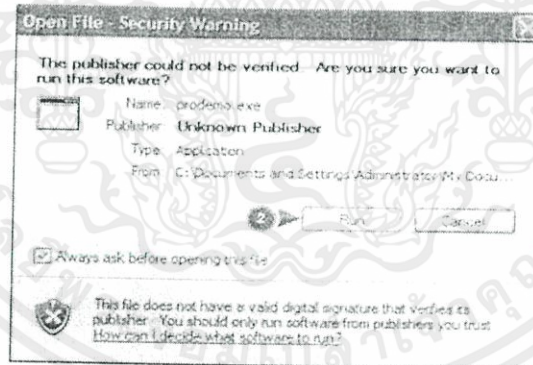 Open File - Security Warning
The publisher could not be verified. Are you sure you want to
run this software?
Name: prodemo.exe
Publisher: Unknown Publisher
Type: Application
From: C:\Documents and Settings\Administrator\My Docu...
2 Run Cancel
Always ask before opening this file
This file does not have a valid digital signature that verifies its
publisher. You should only run software from publishers you trust.
How can I decide what software to run?